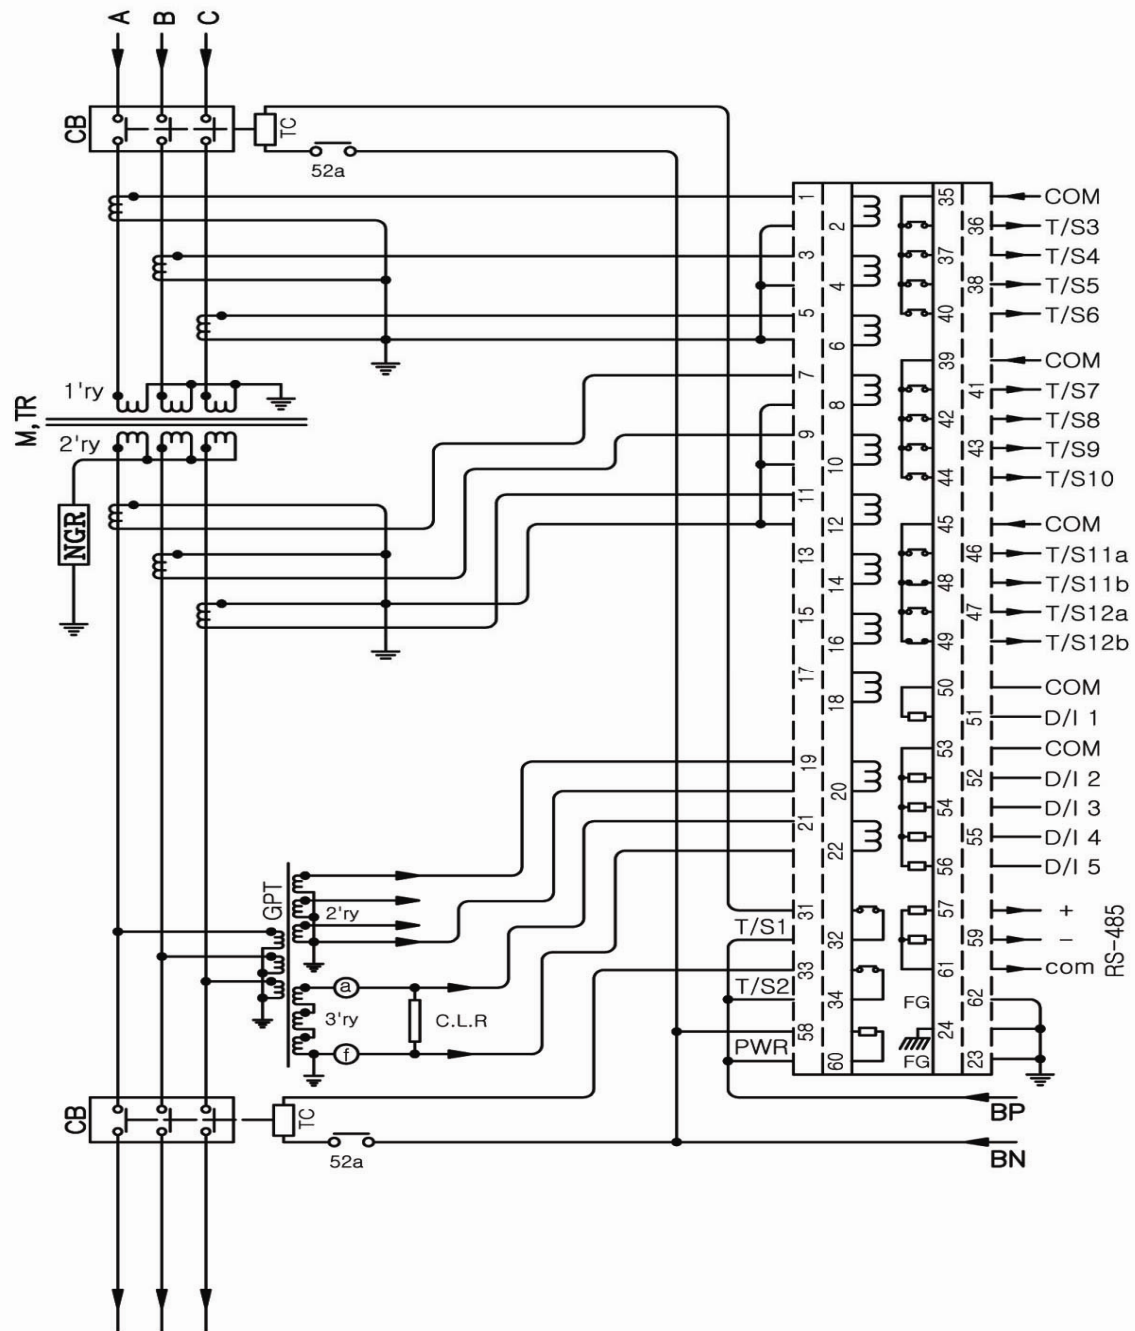 A B C
CB
TC
52a
1 2 3 4 5 6 7 8 9 10 11 12 13 14 15 16 17 18 19 20 21 22 31 32 33 34 58 60
35 36 37 38 40 39 41 42 43 44 45 46 48 47 49 50 51 53 52 54 55 56 57 59 61 62 24 23
COM
T/S3
T/S4
T/S5
T/S6
COM
T/S7
T/S8
T/S9
T/S10
COM
T/S11a
T/S11b
T/S12a
T/S12b
COM
D/I 1
COM
D/I 2
D/I 3
D/I 4
D/I 5
+
−
com
RS-485
M,TR
1'ry
2'ry
NGR
GPT
2'ry
a
3'ry
C.L.R
f
T/S1
T/S2
PWR
FG
FG
BP
BN
CB
TC
52a